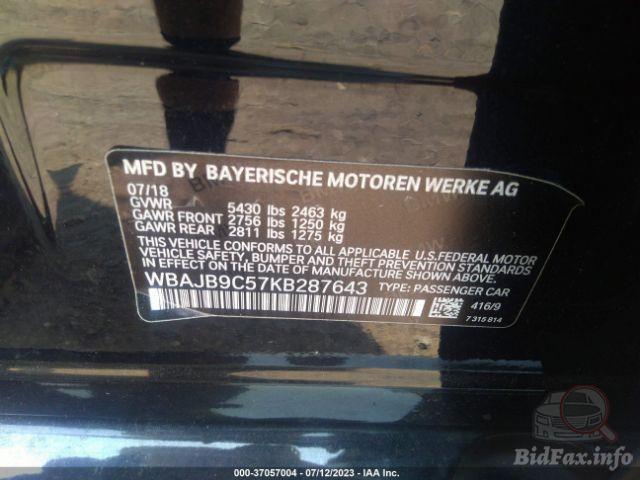 MFD BY BAYERISCHE MOTOREN WERKE AG
07/18
GVWR 5430 lbs 2463 kg
GAWR FRONT 2756 lbs 1250 kg
GAWR REAR 2811 lbs 1275 kg
THIS VEHICLE CONFORMS TO ALL APPLICABLE U.S.FEDERAL MOTOR
VEHICLE SAFETY, BUMPER AND THEFT PREVENTION STANDARDS
IN EFFECT ON THE DATE OF MANUFACTURE SHOWN ABOVE.
WBAJB9C57KB287643 TYPE: PASSENGER CAR
416/9
7315814
000-37057004 - 07/12/2023 - IAA Inc.
BidFax.info